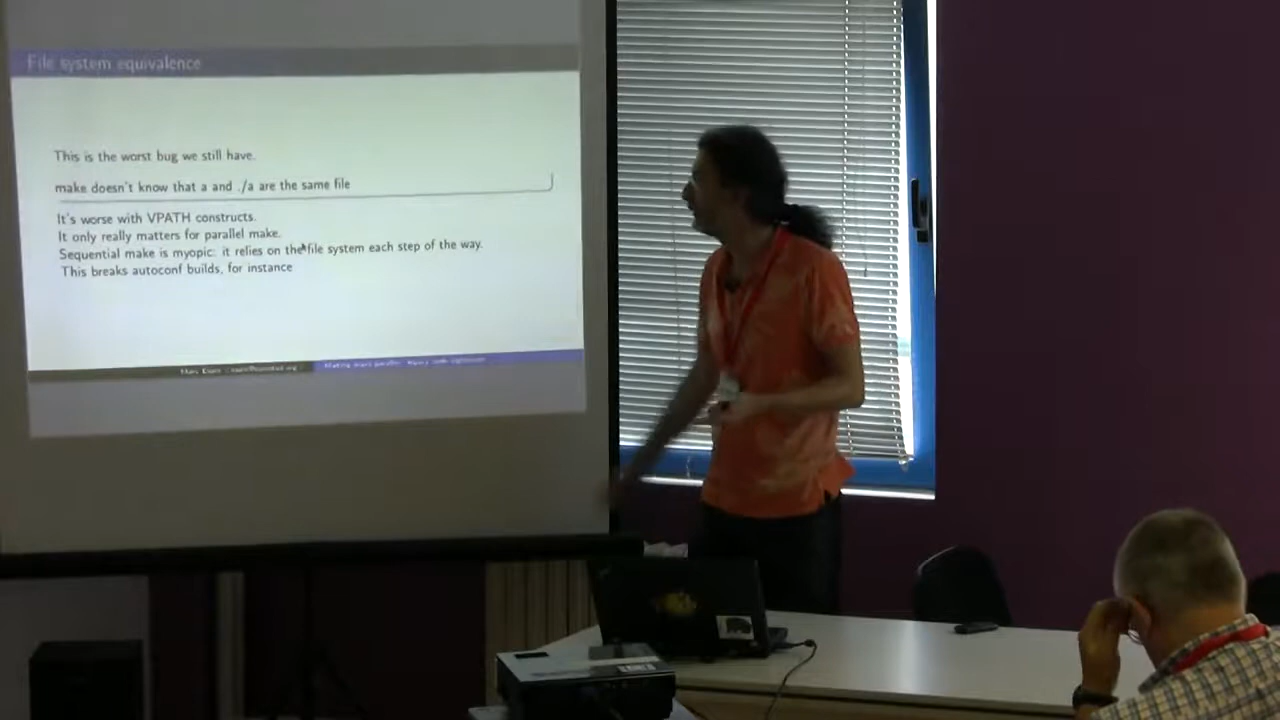 File system equivalence
This is the worst bug we still have.
make doesn't know that a and ./a are the same file
It's worse with VPATH constructs.
It only really matters for parallel make.
Sequential make is myopic: it relies on the file system each step of the way.
This breaks autoconf builds, for instance